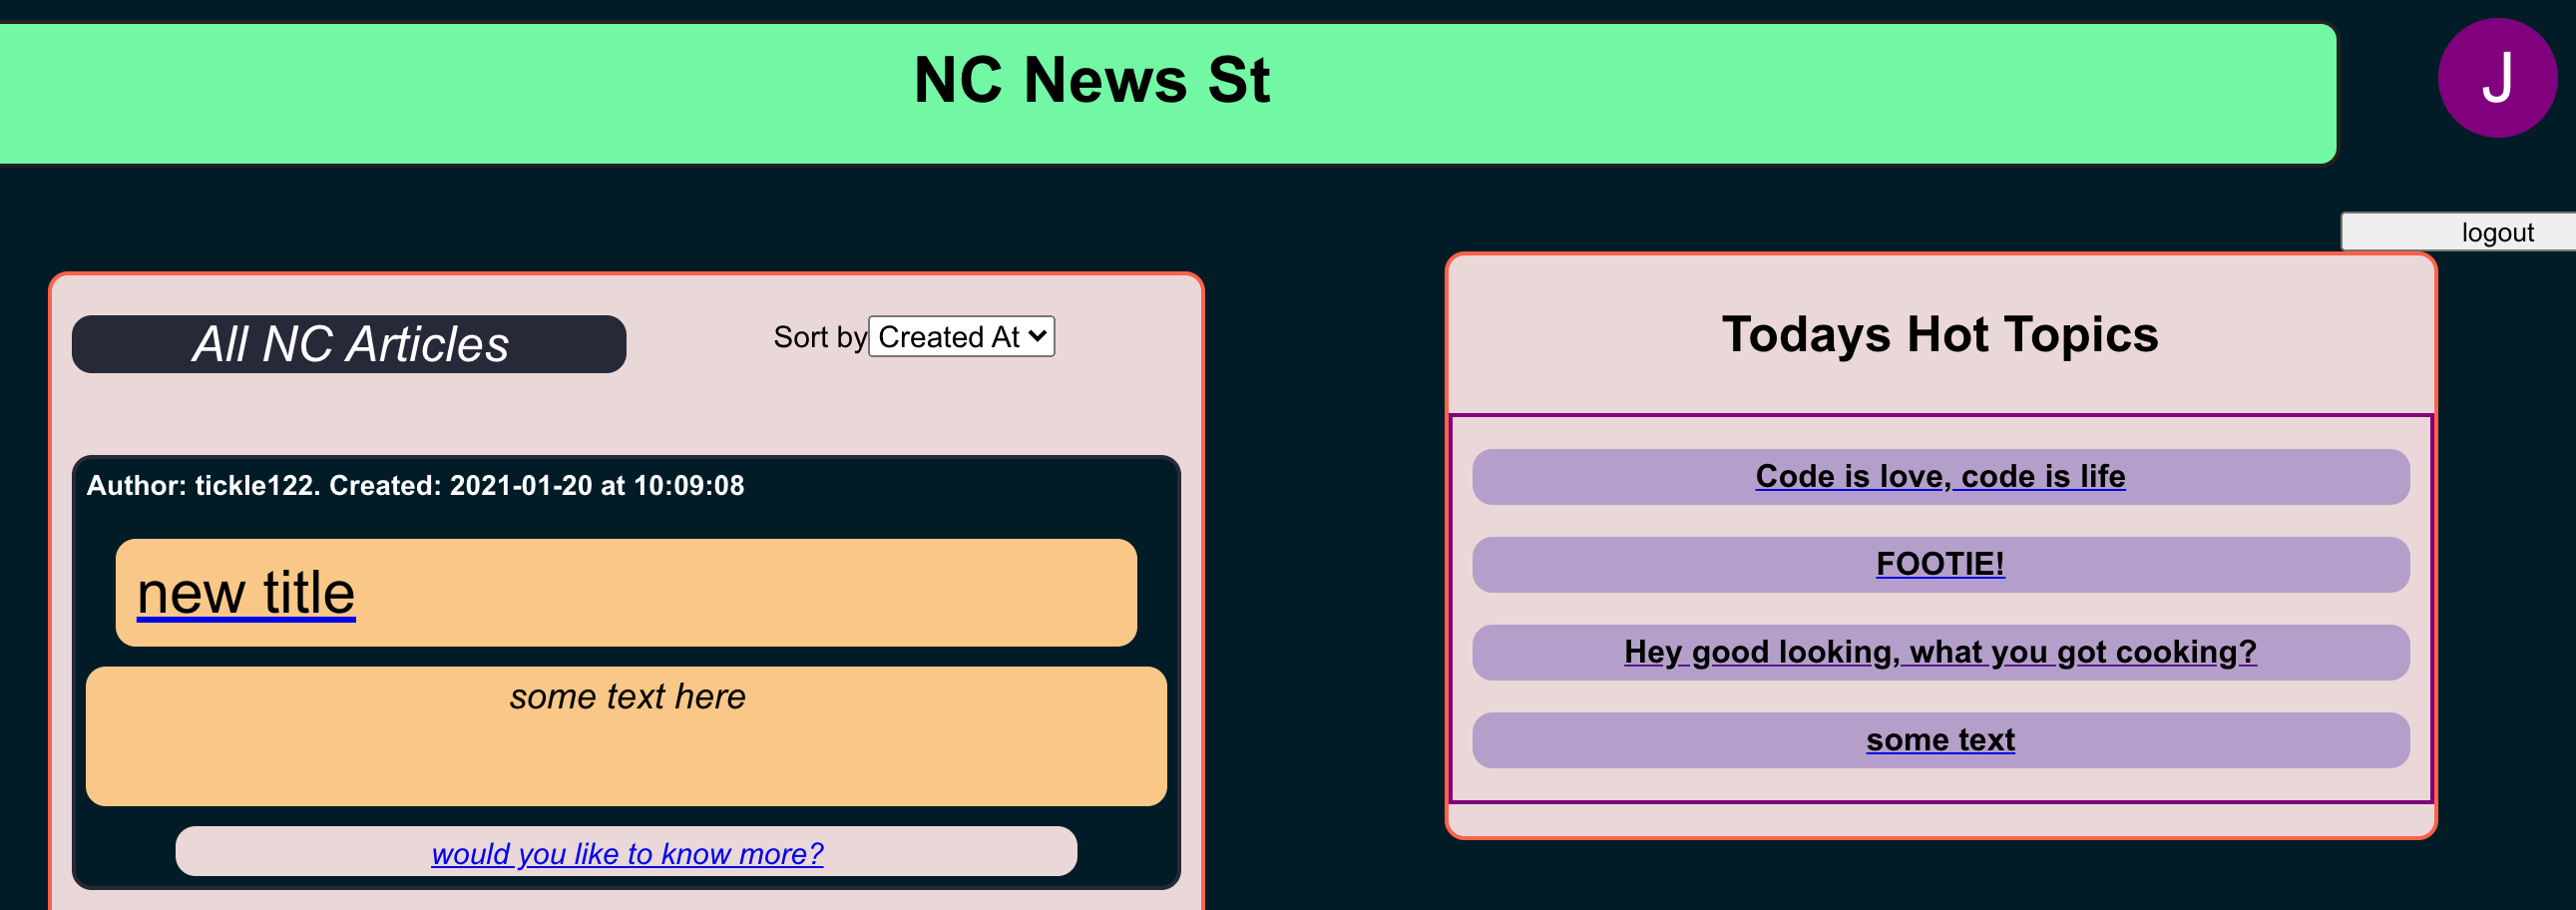 NC News St
J
logout
All NC Articles
Sort by Created At
Author: tickle122. Created: 2021-01-20 at 10:09:08
new title
some text here
would you like to know more?
Todays Hot Topics
Code is love, code is life
FOOTIE!
Hey good looking, what you got cooking?
some text